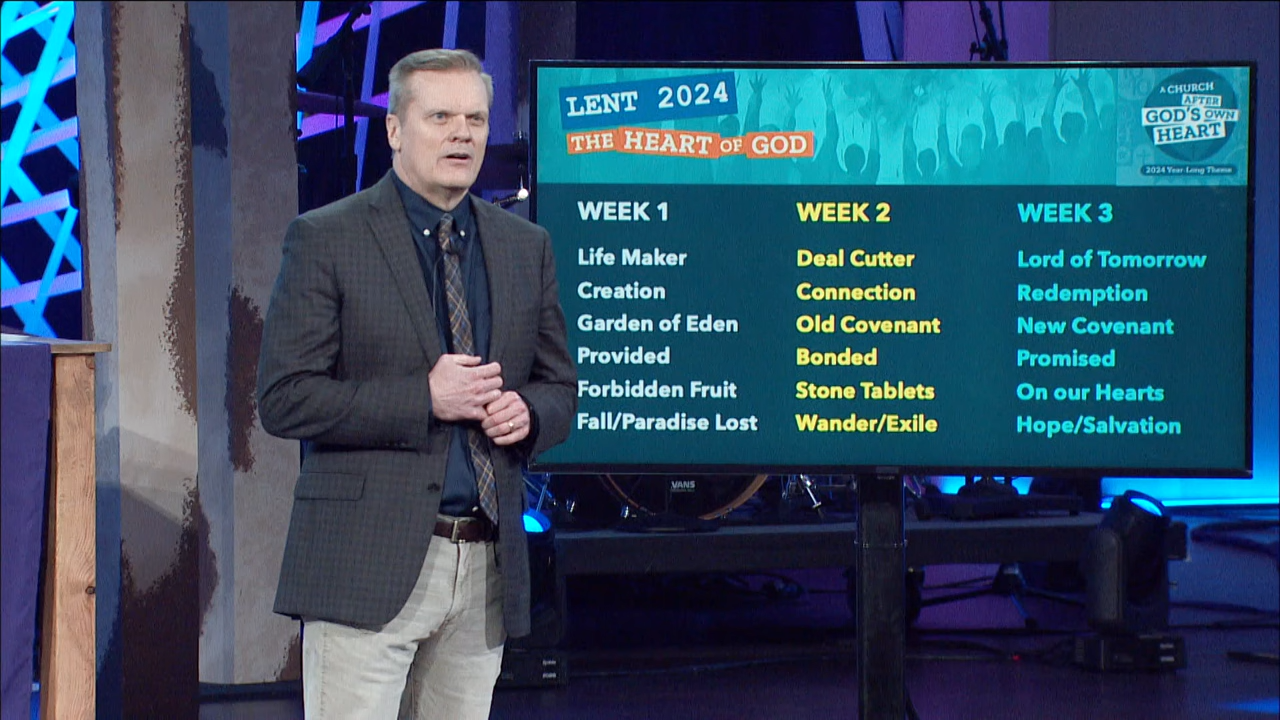 LENT 2024
THE HEART OF GOD
A CHURCH
AFTER
GOD'S OWN
HEART
2024 Year-Long Theme
WEEK 1
Life Maker
Creation
Garden of Eden
Provided
Forbidden Fruit
Fall/Paradise Lost
WEEK 2
Deal Cutter
Connection
Old Covenant
Bonded
Stone Tablets
Wander/Exile
WEEK 3
Lord of Tomorrow
Redemption
New Covenant
Promised
On our Hearts
Hope/Salvation
VANS